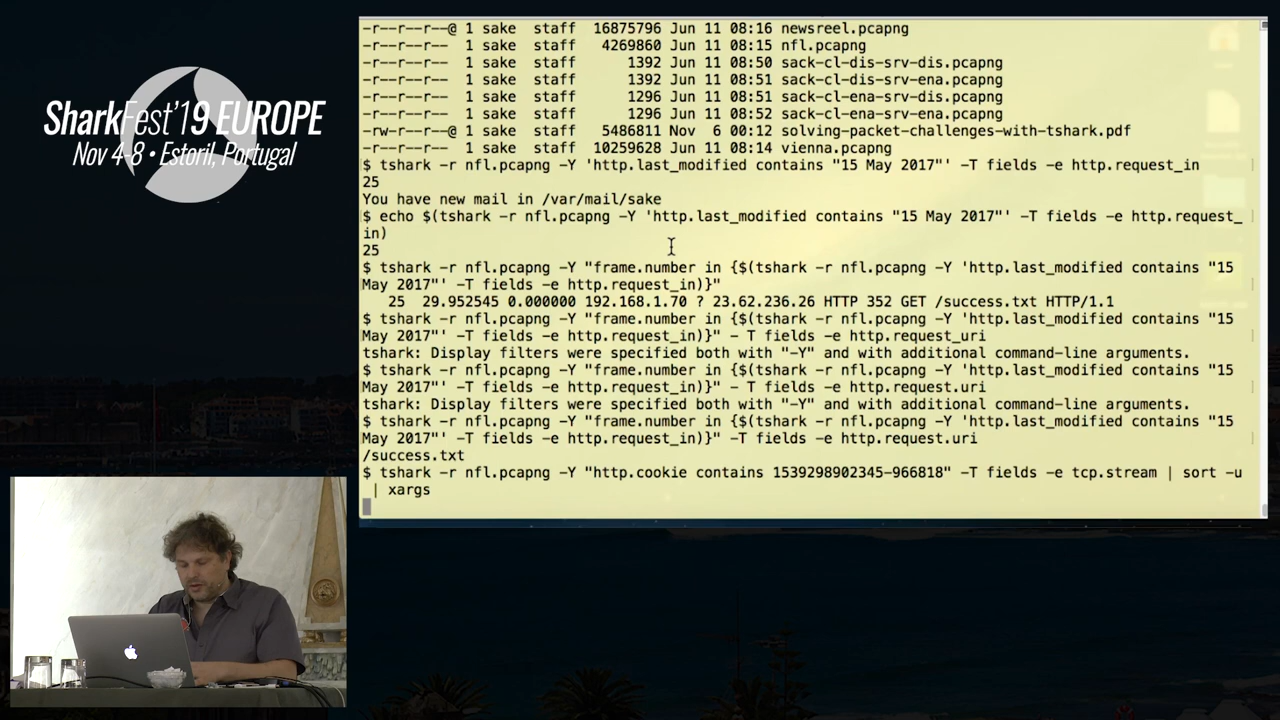 SharkFest'19 EUROPE
Nov 4-8 • Estoril, Portugal
-r--r--r--@ 1 sake staff 16875796 Jun 11 08:16 newsreel.pcapng
-r--r--r-- 1 sake staff 4269860 Jun 11 08:15 nfl.pcapng
-r--r--r-- 1 sake staff 1392 Jun 11 08:50 sack-cl-dis-srv-dis.pcapng
-r--r--r-- 1 sake staff 1392 Jun 11 08:51 sack-cl-dis-srv-ena.pcapng
-r--r--r-- 1 sake staff 1296 Jun 11 08:51 sack-cl-ena-srv-dis.pcapng
-r--r--r-- 1 sake staff 1296 Jun 11 08:52 sack-cl-ena-srv-ena.pcapng
-rw-r--r--@ 1 sake staff 5486811 Nov 6 00:12 solving-packet-challenges-with-tshark.pdf
-r--r--r-- 1 sake staff 10259628 Jun 11 08:14 vienna.pcapng
$ tshark -r nfl.pcapng -Y 'http.last_modified contains "15 May 2017"' -T fields -e http.request_in
25
You have new mail in /var/mail/sake
$ echo $(tshark -r nfl.pcapng -Y 'http.last_modified contains "15 May 2017"' -T fields -e http.request_
in)
25
$ tshark -r nfl.pcapng -Y "frame.number in {$(tshark -r nfl.pcapng -Y 'http.last_modified contains "15
May 2017"' -T fields -e http.request_in)}"
25 29.952545 0.000000 192.168.1.70 ? 23.62.236.26 HTTP 352 GET /success.txt HTTP/1.1
$ tshark -r nfl.pcapng -Y "frame.number in {$(tshark -r nfl.pcapng -Y 'http.last_modified contains "15
May 2017"' -T fields -e http.request_in)}" - T fields -e http.request_uri
tshark: Display filters were specified both with "-Y" and with additional command-line arguments.
$ tshark -r nfl.pcapng -Y "frame.number in {$(tshark -r nfl.pcapng -Y 'http.last_modified contains "15
May 2017"' -T fields -e http.request_in)}" - T fields -e http.request.uri
tshark: Display filters were specified both with "-Y" and with additional command-line arguments.
$ tshark -r nfl.pcapng -Y "frame.number in {$(tshark -r nfl.pcapng -Y 'http.last_modified contains "15
May 2017"' -T fields -e http.request_in)}" -T fields -e http.request.uri
/success.txt
$ tshark -r nfl.pcapng -Y "http.cookie contains 1539298902345-966818" -T fields -e tcp.stream | sort -u
| xargs